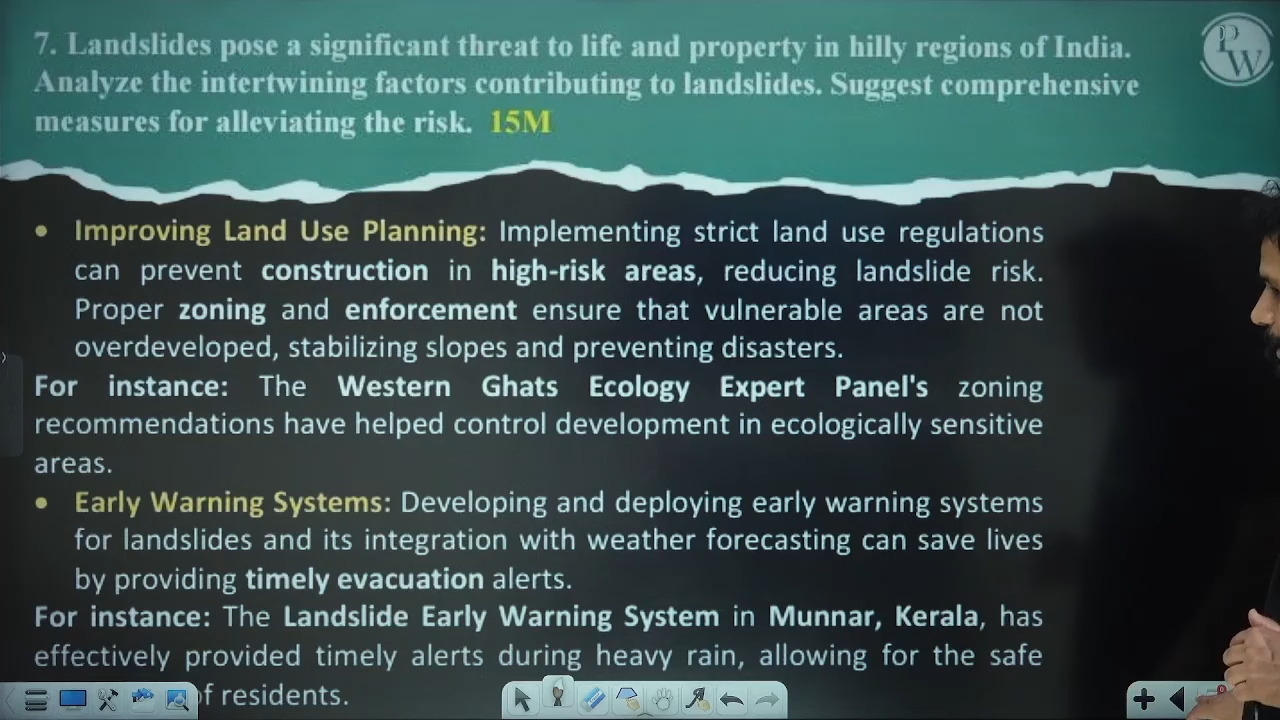 7. Landslides pose a significant threat to life and property in hilly regions of India.
Analyze the intertwining factors contributing to landslides. Suggest comprehensive
measures for alleviating the risk. 15M
PW
• Improving Land Use Planning: Implementing strict land use regulations
can prevent construction in high-risk areas, reducing landslide risk.
Proper zoning and enforcement ensure that vulnerable areas are not
overdeveloped, stabilizing slopes and preventing disasters.
For instance: The Western Ghats Ecology Expert Panel's zoning
recommendations have helped control development in ecologically sensitive
areas.
• Early Warning Systems: Developing and deploying early warning systems
for landslides and its integration with weather forecasting can save lives
by providing timely evacuation alerts.
For instance: The Landslide Early Warning System in Munnar, Kerala, has
effectively provided timely alerts during heavy rain, allowing for the safe
of residents.